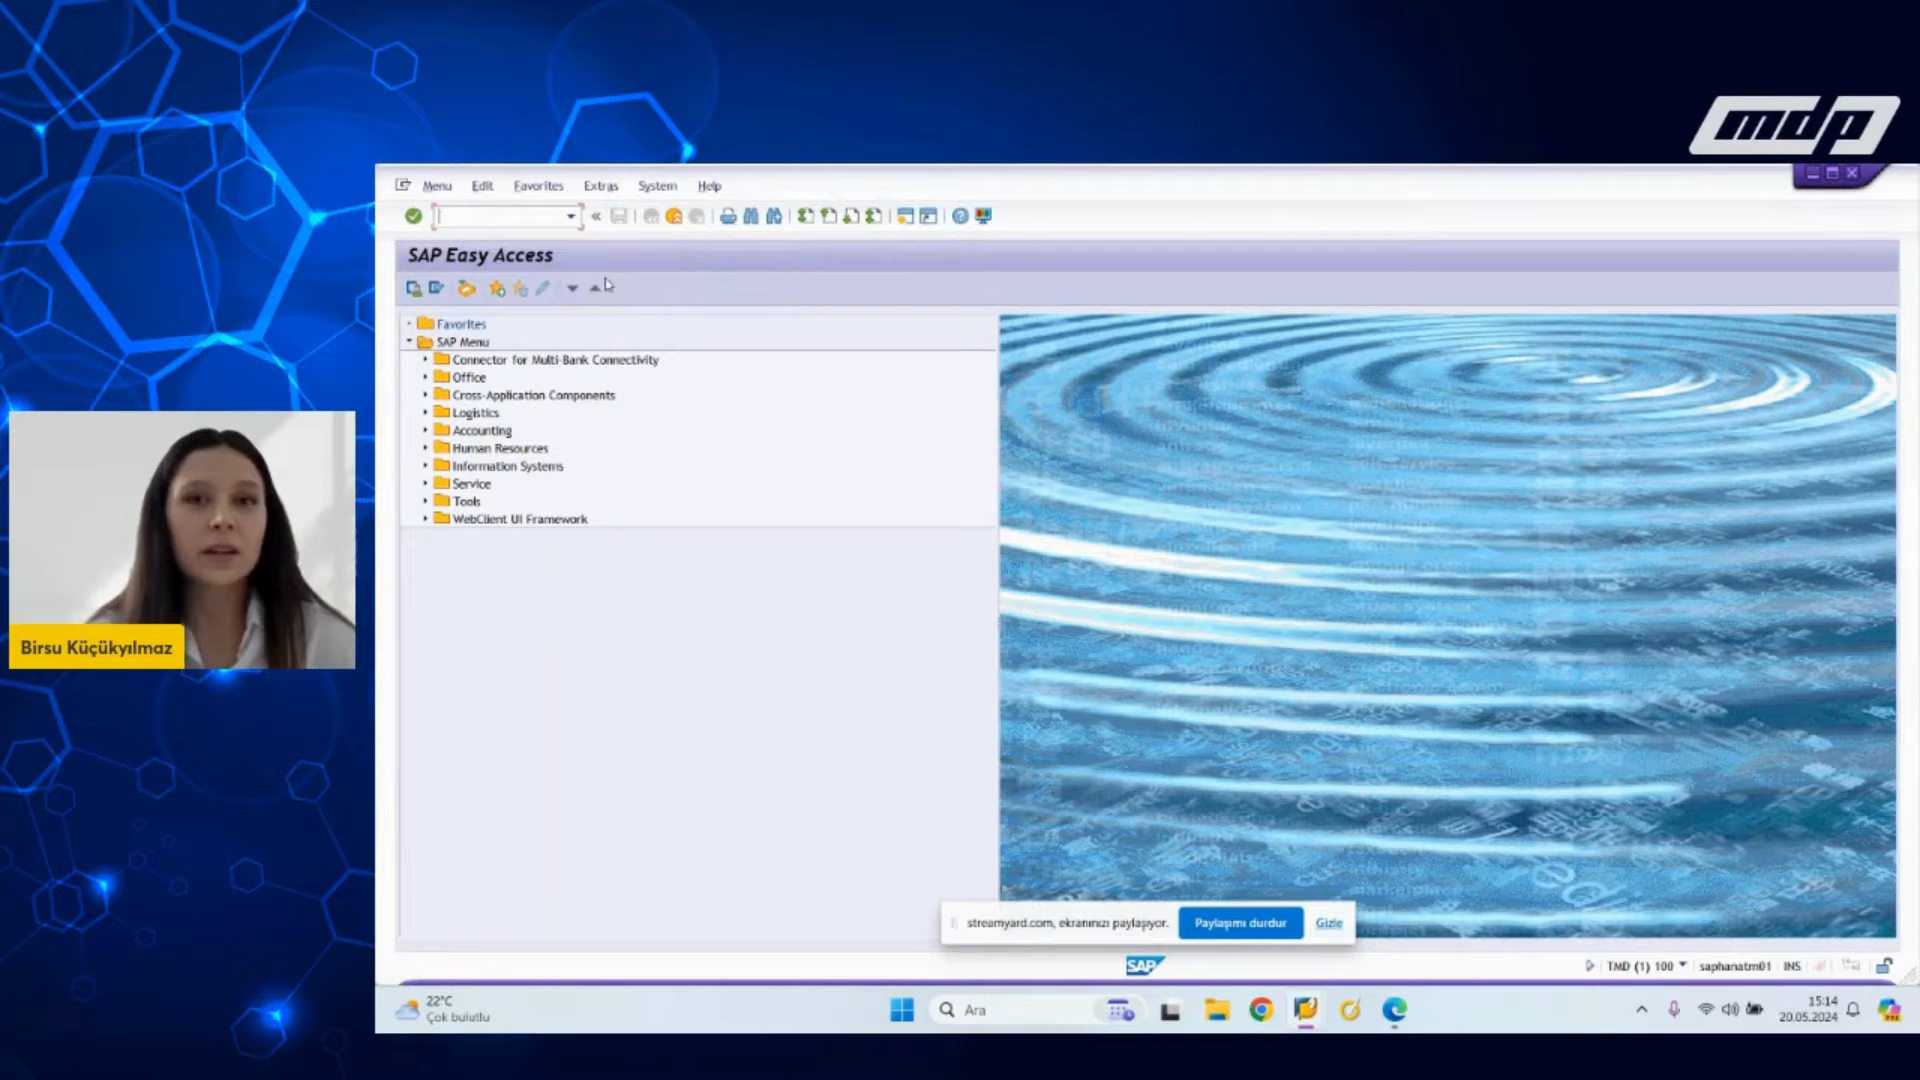 mdp
Menu Edit Favorites Extras System Help
SAP Easy Access
Favorites
SAP Menu
Connector for Multi-Bank Connectivity
Office
Cross-Application Components
Logistics
Accounting
Human Resources
Information Systems
Service
Tools
WebClient UI Framework
Birsu Küçükyılmaz
streamyard.com, ekranınızı paylaşıyor. Paylaşımı durdur Gizle
SAP
TMD (1) 100 saphanatm01 INS
22°C
Çok bulutlu
Ara
15:14
20.05.2024